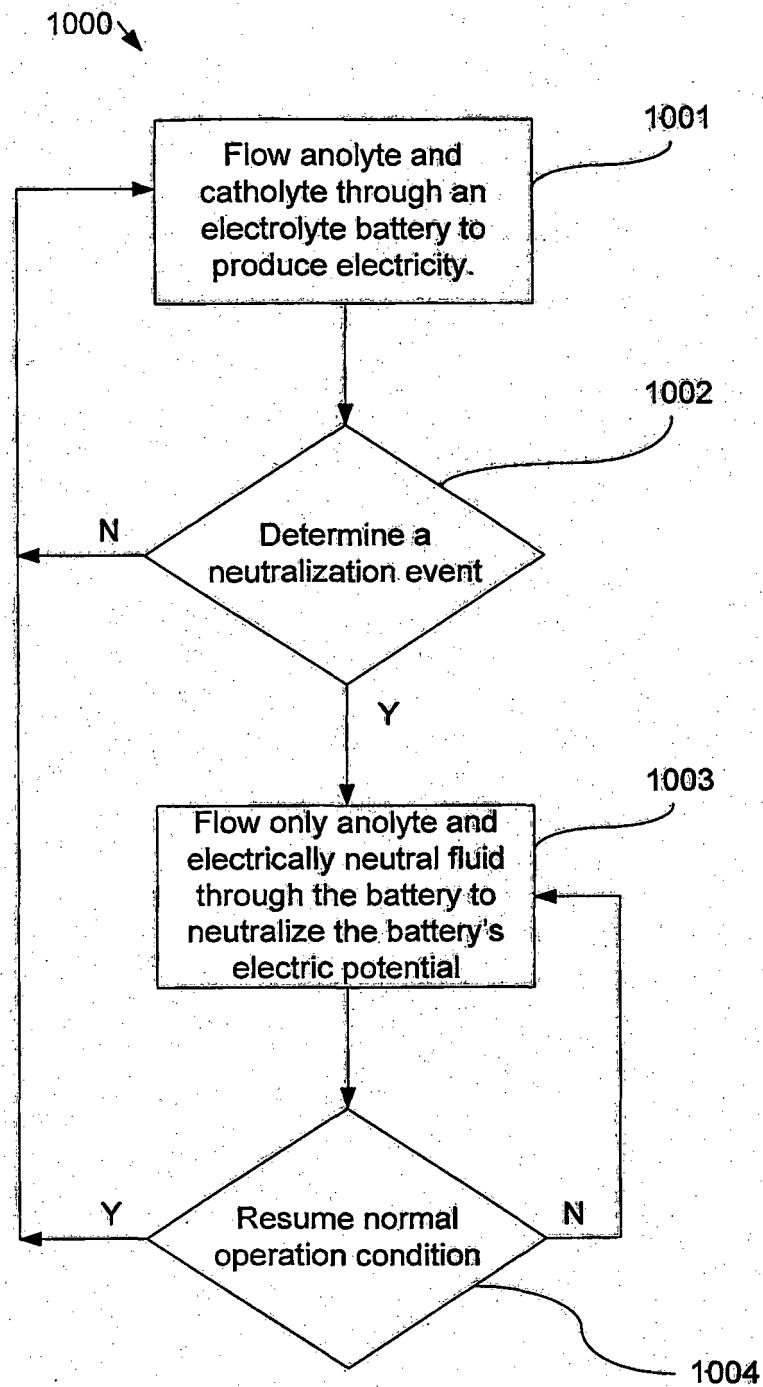 1000
1001
Flow anolyte and
catholyte through an
electrolyte battery to
produce electricity.
1002
Determine a
neutralization event
N
Y
1003
Flow only anolyte and
electrically neutral fluid
through the battery to
neutralize the battery's
electric potential
Resume normal
operation condition
Y
N
1004